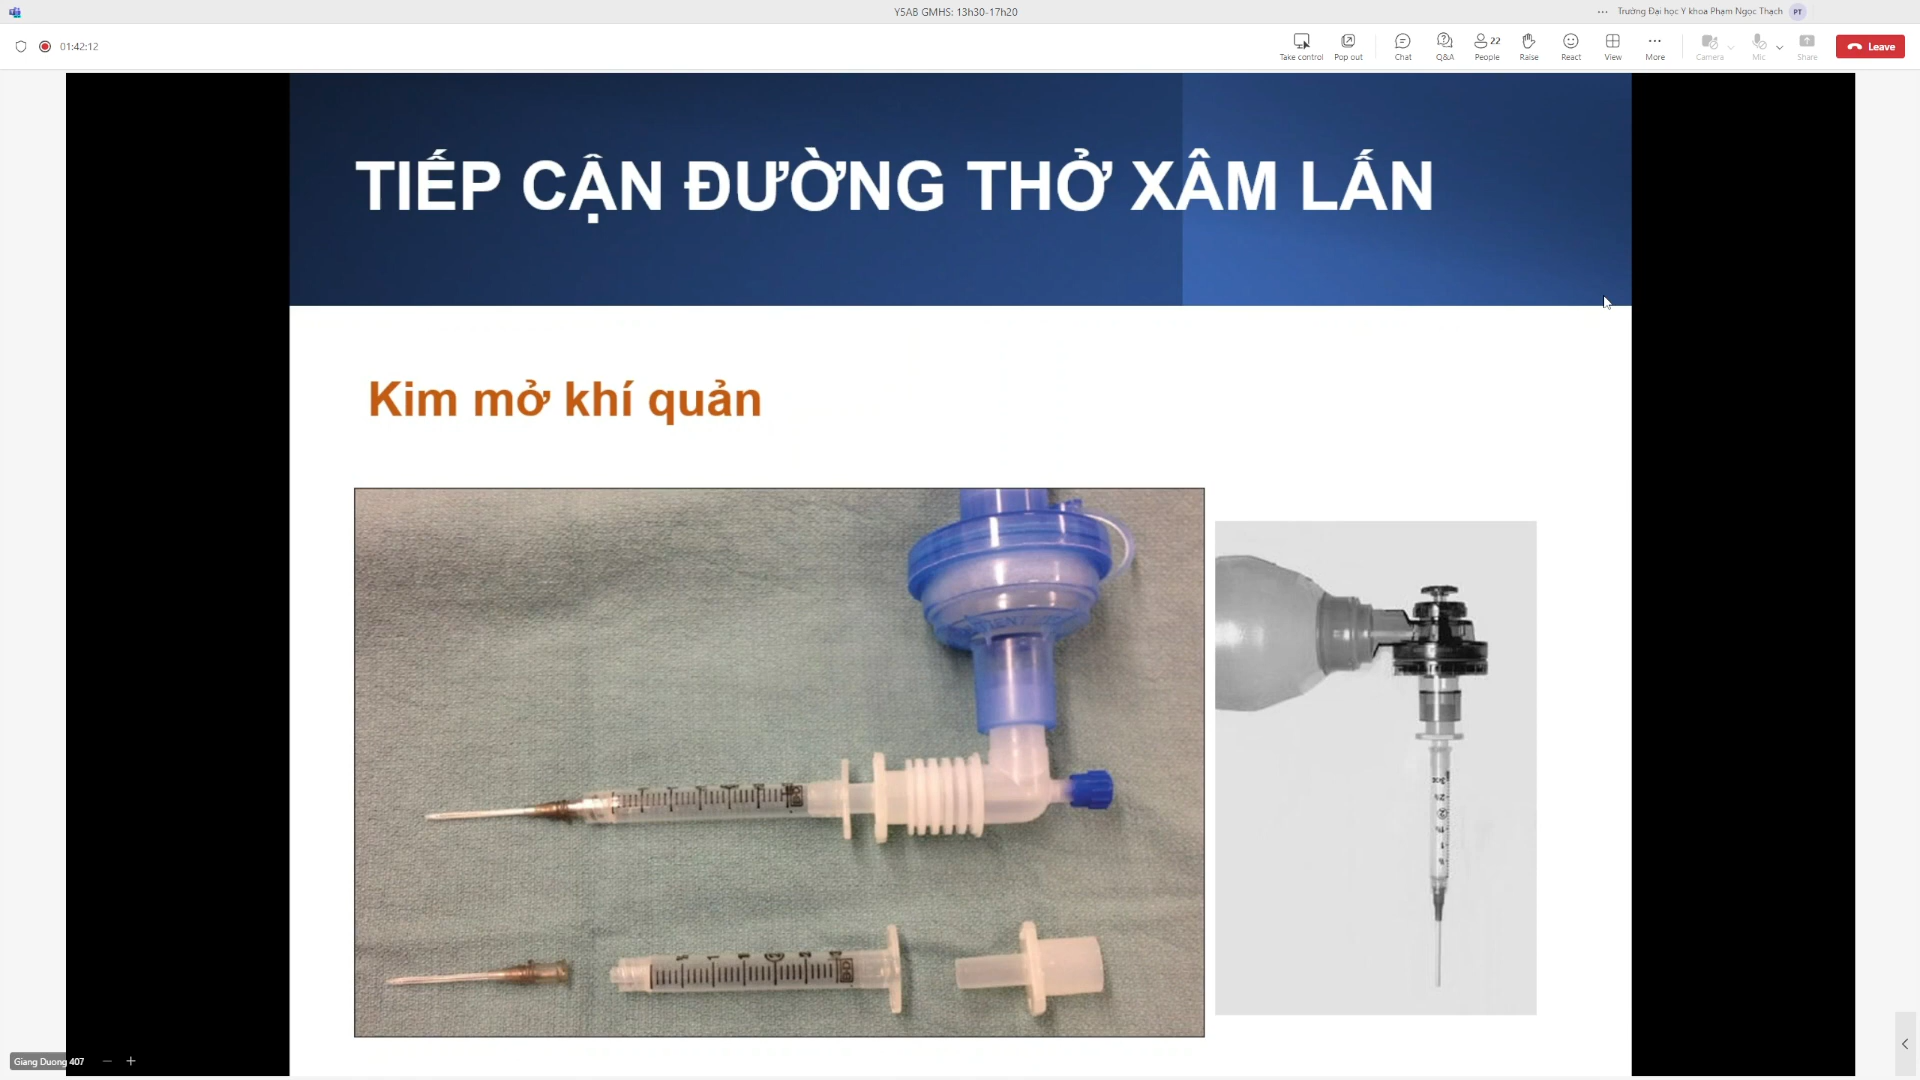 Y5AB GMHS: 13h30-17h20
Trường Đại học Y khoa Phạm Ngọc Thạch
PT
01:42:12
Take control
Pop out
Chat
Q&A
22
People
Raise
React
View
More
Camera
Mic
Share
Leave
TIẾP CẬN ĐƯỜNG THỞ XÂM LẤN
Kim mở khí quản
Giang Duong 407